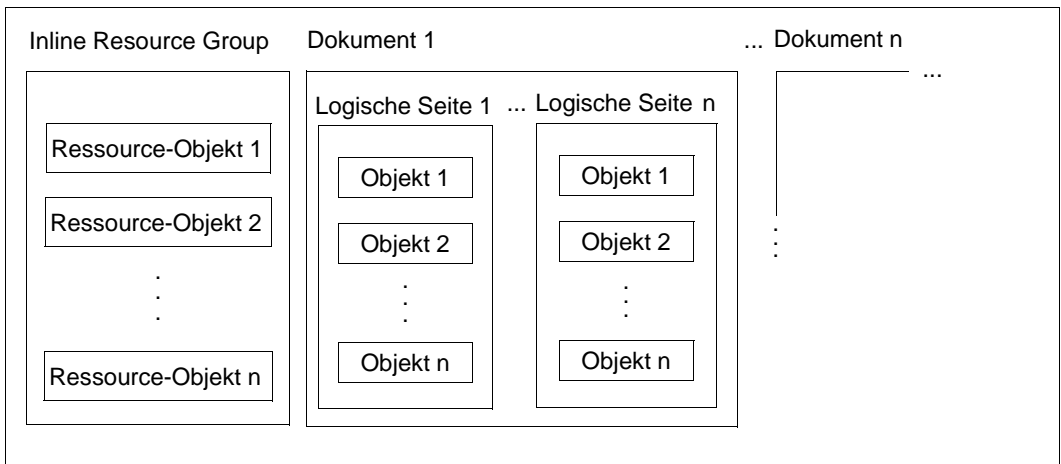 Inline Resource Group
Ressource-Objekt 1
Ressource-Objekt 2
.
.
.
Ressource-Objekt n
Dokument 1
Logische Seite 1 ... Logische Seite n
Objekt 1
Objekt 2
.
.
.
Objekt n
Objekt 1
Objekt 2
.
.
.
Objekt n
... Dokument n
...
.
.
.